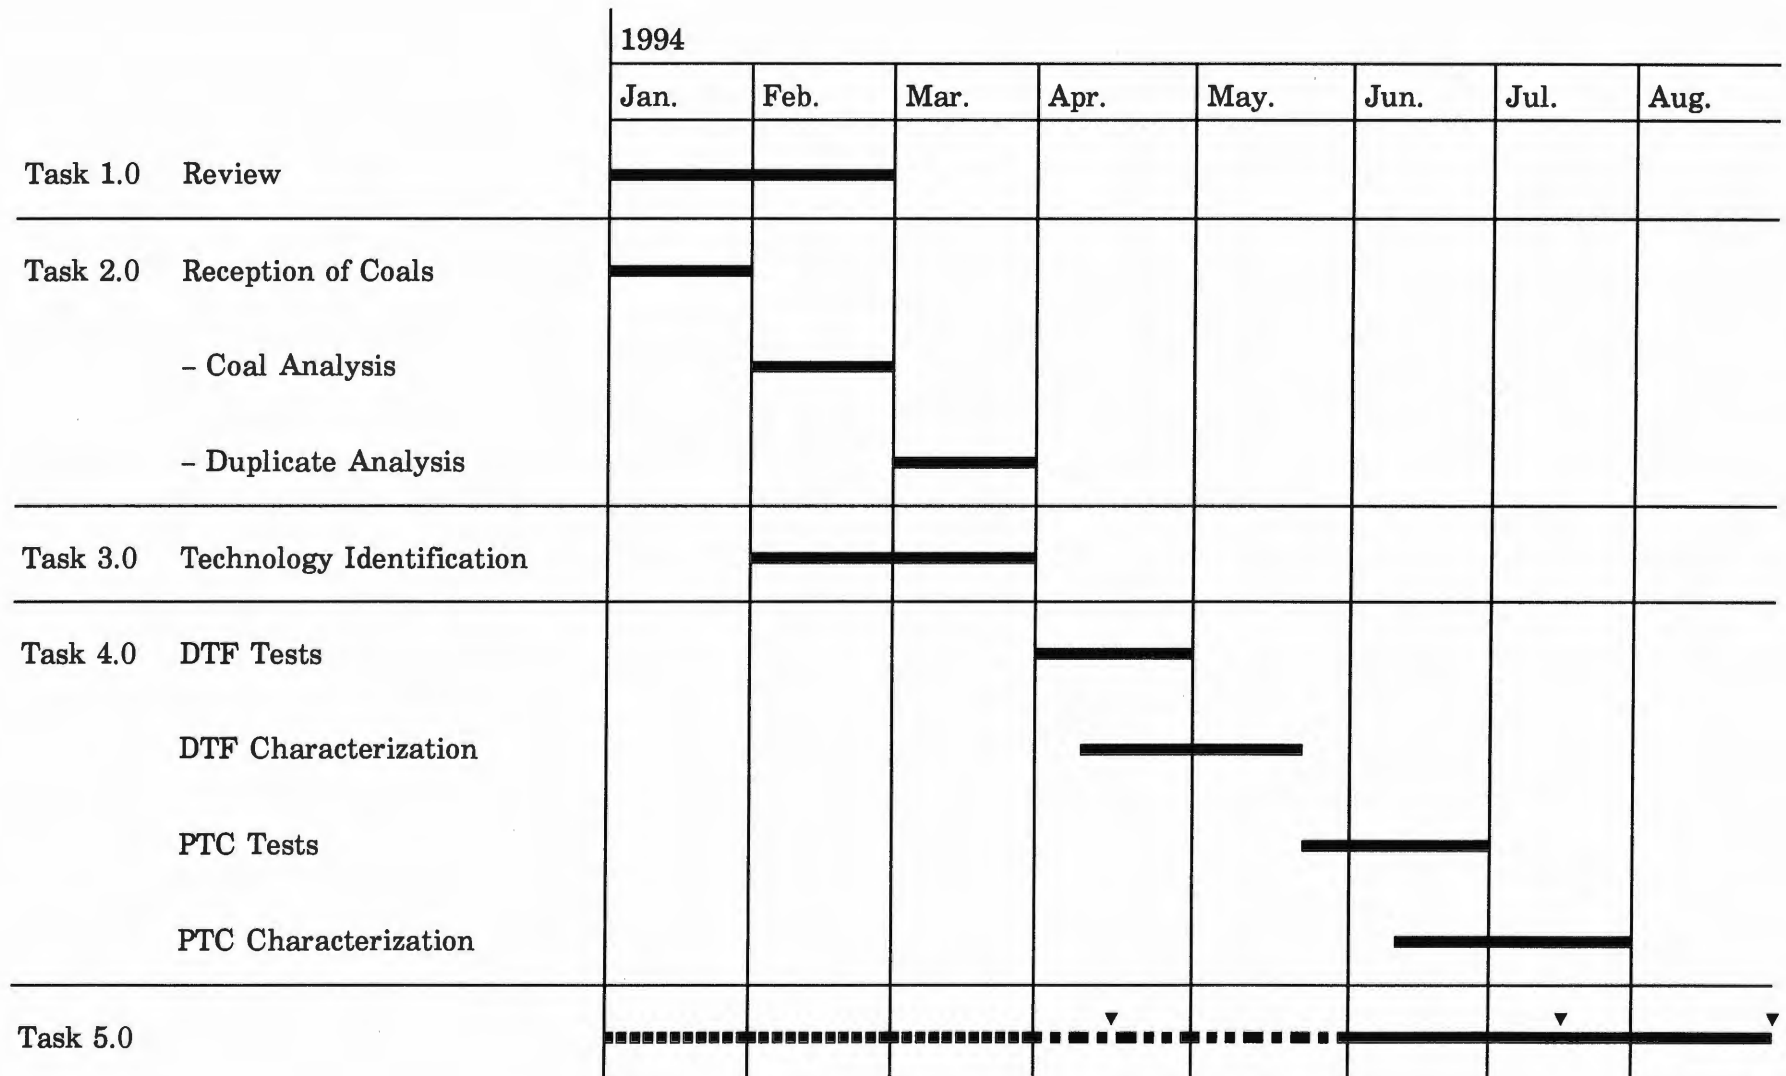 1994
Jan. Feb. Mar. Apr. May. Jun. Jul. Aug.
Task 1.0 Review
Task 2.0 Reception of Coals
– Coal Analysis
– Duplicate Analysis
Task 3.0 Technology Identification
Task 4.0 DTF Tests
DTF Characterization
PTC Tests
PTC Characterization
Task 5.0